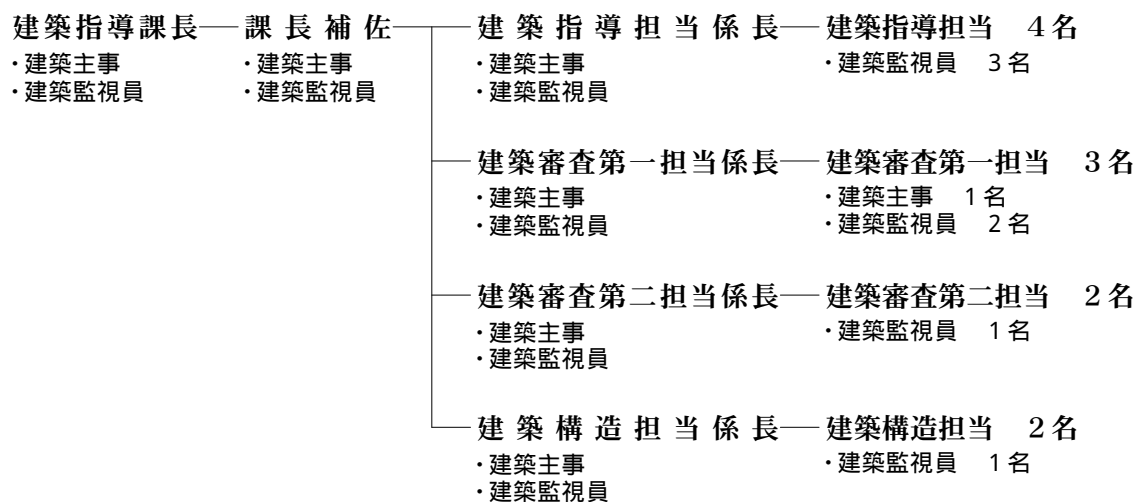 建築指導課長 課長補佐 建築指導担当係長 建築指導担当　4名
・建築主事 ・建築主事 ・建築主事 ・建築監視員　3名
・建築監視員 ・建築監視員 ・建築監視員
建築審査第一担当係長 建築審査第一担当　3名
・建築主事 ・建築主事　1名
・建築監視員 ・建築監視員　2名
建築審査第二担当係長 建築審査第二担当　2名
・建築主事 ・建築監視員　1名
・建築監視員
建築構造担当係長 建築構造担当　2名
・建築主事 ・建築監視員　1名
・建築監視員